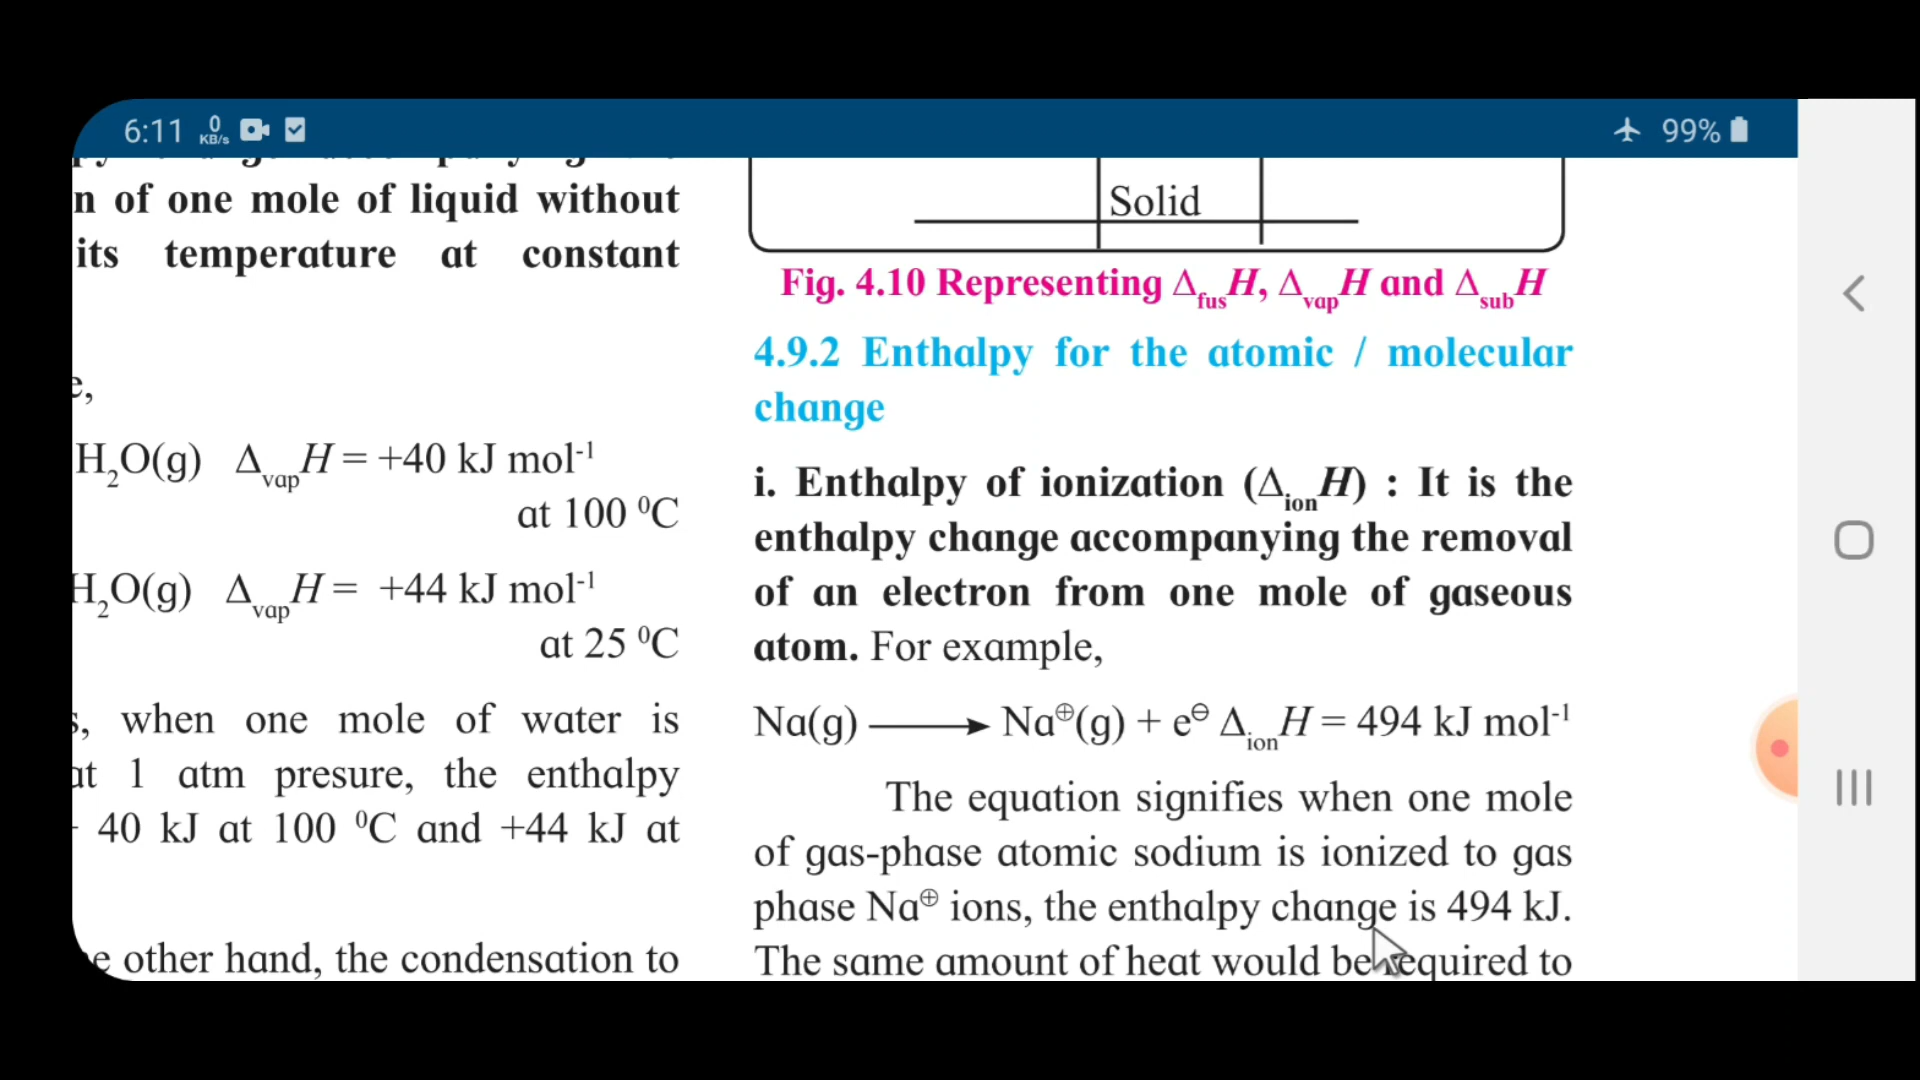 6:11 0 KB/s 99%
n of one mole of liquid without
its temperature at constant
e,
H₂O(g) Δvap H = +40 kJ mol⁻¹
at 100 ⁰C
H₂O(g) Δvap H = +44 kJ mol⁻¹
at 25 ⁰C
s, when one mole of water is
at 1 atm presure, the enthalpy
40 kJ at 100 ⁰C and +44 kJ at
e other hand, the condensation to
Solid
Fig. 4.10 Representing Δfus H, Δvap H and Δsub H
4.9.2 Enthalpy for the atomic / molecular
change
i. Enthalpy of ionization (Δion H) : It is the
enthalpy change accompanying the removal
of an electron from one mole of gaseous
atom. For example,
Na(g) ⟶ Na⊕(g) + e⊖ Δion H = 494 kJ mol⁻¹
The equation signifies when one mole
of gas-phase atomic sodium is ionized to gas
phase Na⊕ ions, the enthalpy change is 494 kJ.
The same amount of heat would be required to